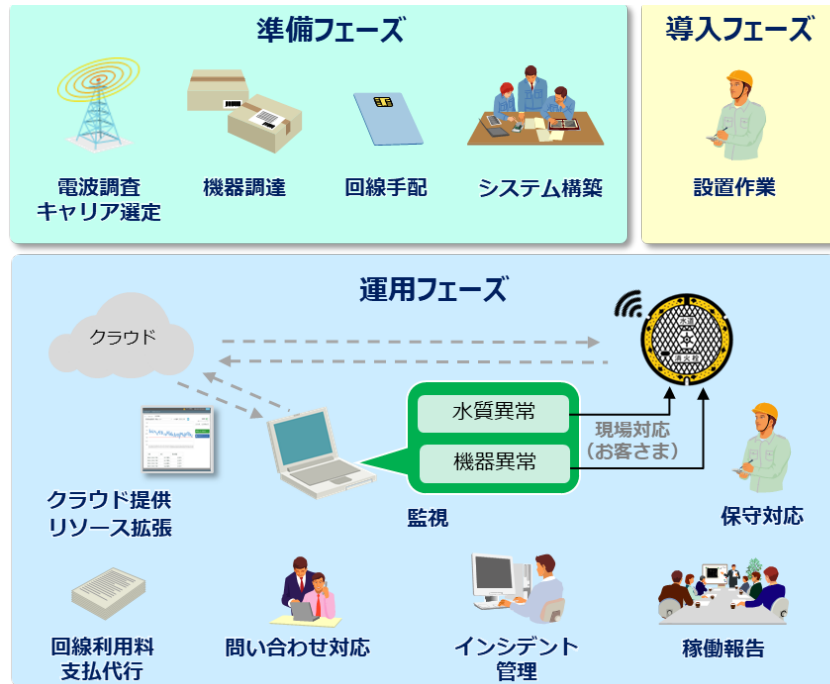 準備フェーズ
電波調査
キャリア選定
機器調達
回線手配
システム構築
導入フェーズ
設置作業
運用フェーズ
クラウド
水道
消火栓
水質異常
機器異常
現場対応
(お客さま)
クラウド提供
リソース拡張
監視
保守対応
回線利用料
支払代行
問い合わせ対応
インシデント
管理
稼働報告